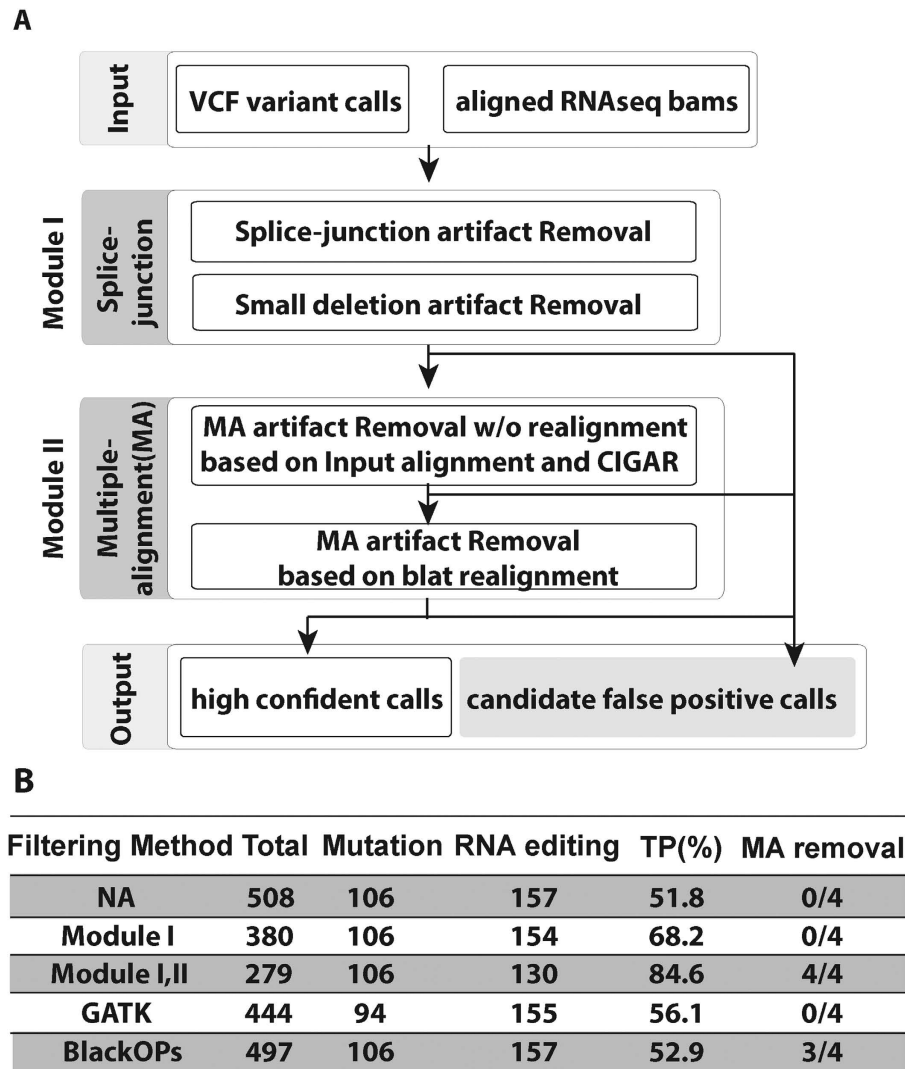 A
Input
VCF variant calls
aligned RNAseq bams
Module I
Splice-
junction
Splice-junction artifact Removal
Small deletion artifact Removal
Module II
Multiple-
alignment(MA)
MA artifact Removal w/o realignment
based on Input alignment and CIGAR
MA artifact Removal
based on blat realignment
Output
high confident calls
candidate false positive calls
B
Filtering Method Total Mutation RNA editing TP(%) MA removal
NA 508 106 157 51.8 0/4
Module I 380 106 154 68.2 0/4
Module I,II 279 106 130 84.6 4/4
GATK 444 94 155 56.1 0/4
BlackOPs 497 106 157 52.9 3/4